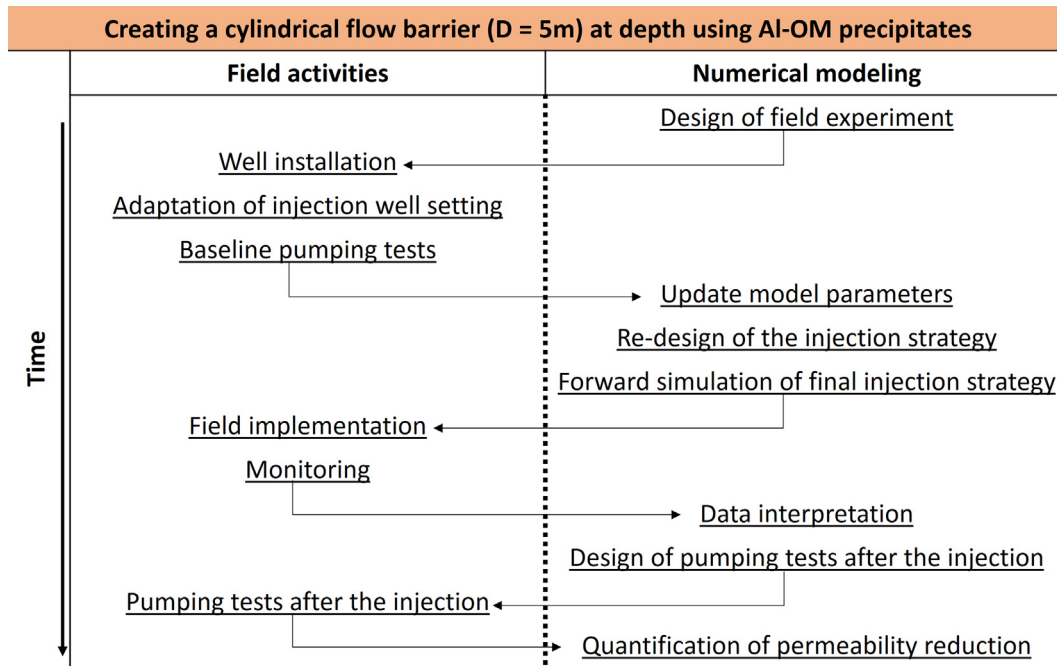 Creating a cylindrical flow barrier (D = 5m) at depth using Al-OM precipitates
Field activities
Numerical modeling
Time
Design of field experiment
Well installation
Adaptation of injection well setting
Baseline pumping tests
Update model parameters
Re-design of the injection strategy
Forward simulation of final injection strategy
Field implementation
Monitoring
Data interpretation
Design of pumping tests after the injection
Pumping tests after the injection
Quantification of permeability reduction